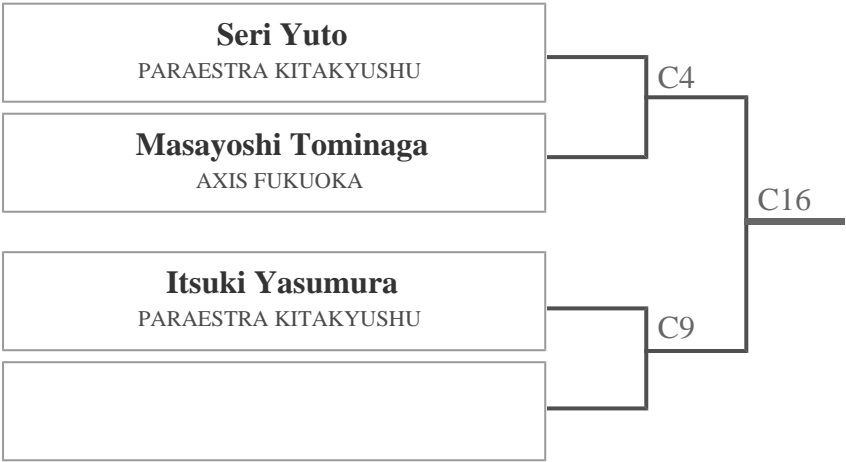 Seri Yuto
PARAESTRA KITAKYUSHU
C4
Masayoshi Tominaga
AXIS FUKUOKA
C16
Itsuki Yasumura
PARAESTRA KITAKYUSHU
C9